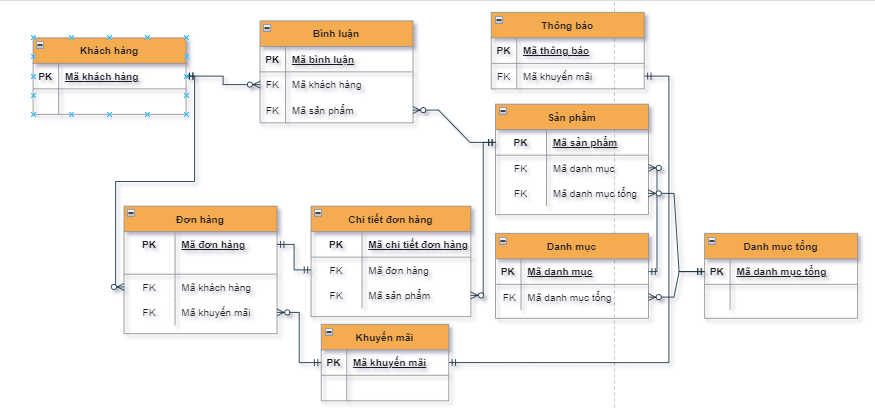 Khách hàng
PK Mã khách hàng
Bình luận
PK Mã bình luận
FK Mã khách hàng
FK Mã sản phẩm
Thông báo
PK Mã thông báo
FK Mã khuyến mãi
Sản phẩm
PK Mã sản phẩm
FK Mã danh mục
FK Mã danh mục tổng
Đơn hàng
PK Mã đơn hàng
FK Mã khách hàng
FK Mã khuyến mãi
Chi tiết đơn hàng
PK Mã chi tiết đơn hàng
FK Mã đơn hàng
FK Mã sản phẩm
Danh mục
PK Mã danh mục
FK Mã danh mục tổng
Danh mục tổng
PK Mã danh mục tổng
Khuyến mãi
PK Mã khuyến mãi